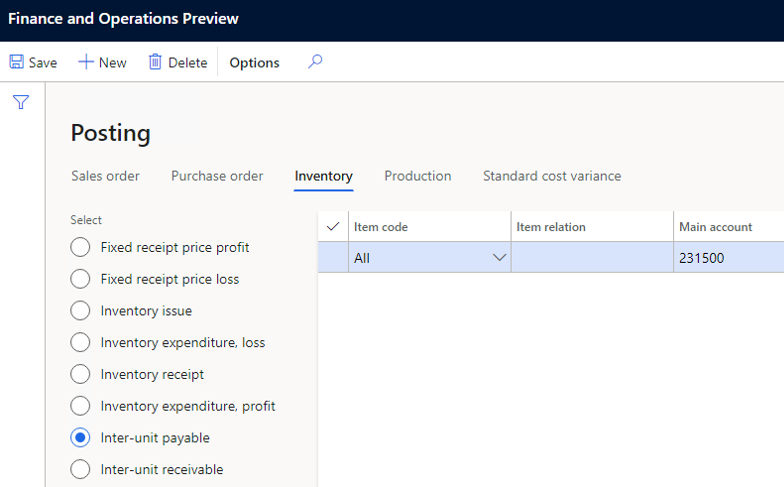 Finance and Operations Preview
Save New Delete Options
Posting
Sales order Purchase order Inventory Production Standard cost variance
Select
Fixed receipt price profit
Fixed receipt price loss
Inventory issue
Inventory expenditure, loss
Inventory receipt
Inventory expenditure, profit
Inter-unit payable
Inter-unit receivable
Item code Item relation Main account
All 231500